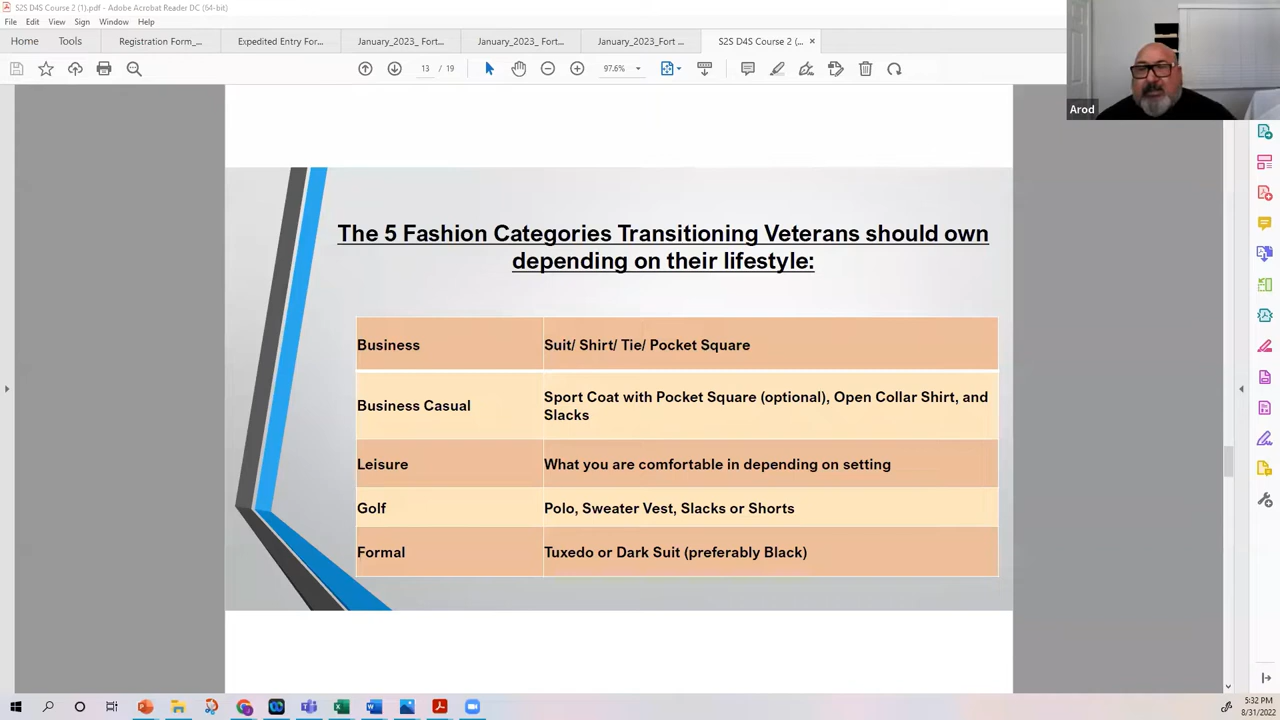 S2S D4S Course 2 (1).pdf - Adobe Acrobat Reader DC (64-bit)
File Edit View Sign Window Help
Home Tools Registration Form_... Expedited Entry For... January_2023_ Fort... January_2023_ Fort... January_2023_Fort ... S2S D4S Course 2 (... ×
13 / 19 97.6%
Arod
The 5 Fashion Categories Transitioning Veterans should own
depending on their lifestyle:
Business Suit/ Shirt/ Tie/ Pocket Square
Business Casual Sport Coat with Pocket Square (optional), Open Collar Shirt, and
Slacks
Leisure What you are comfortable in depending on setting
Golf Polo, Sweater Vest, Slacks or Shorts
Formal Tuxedo or Dark Suit (preferably Black)
5:32 PM
8/31/2022